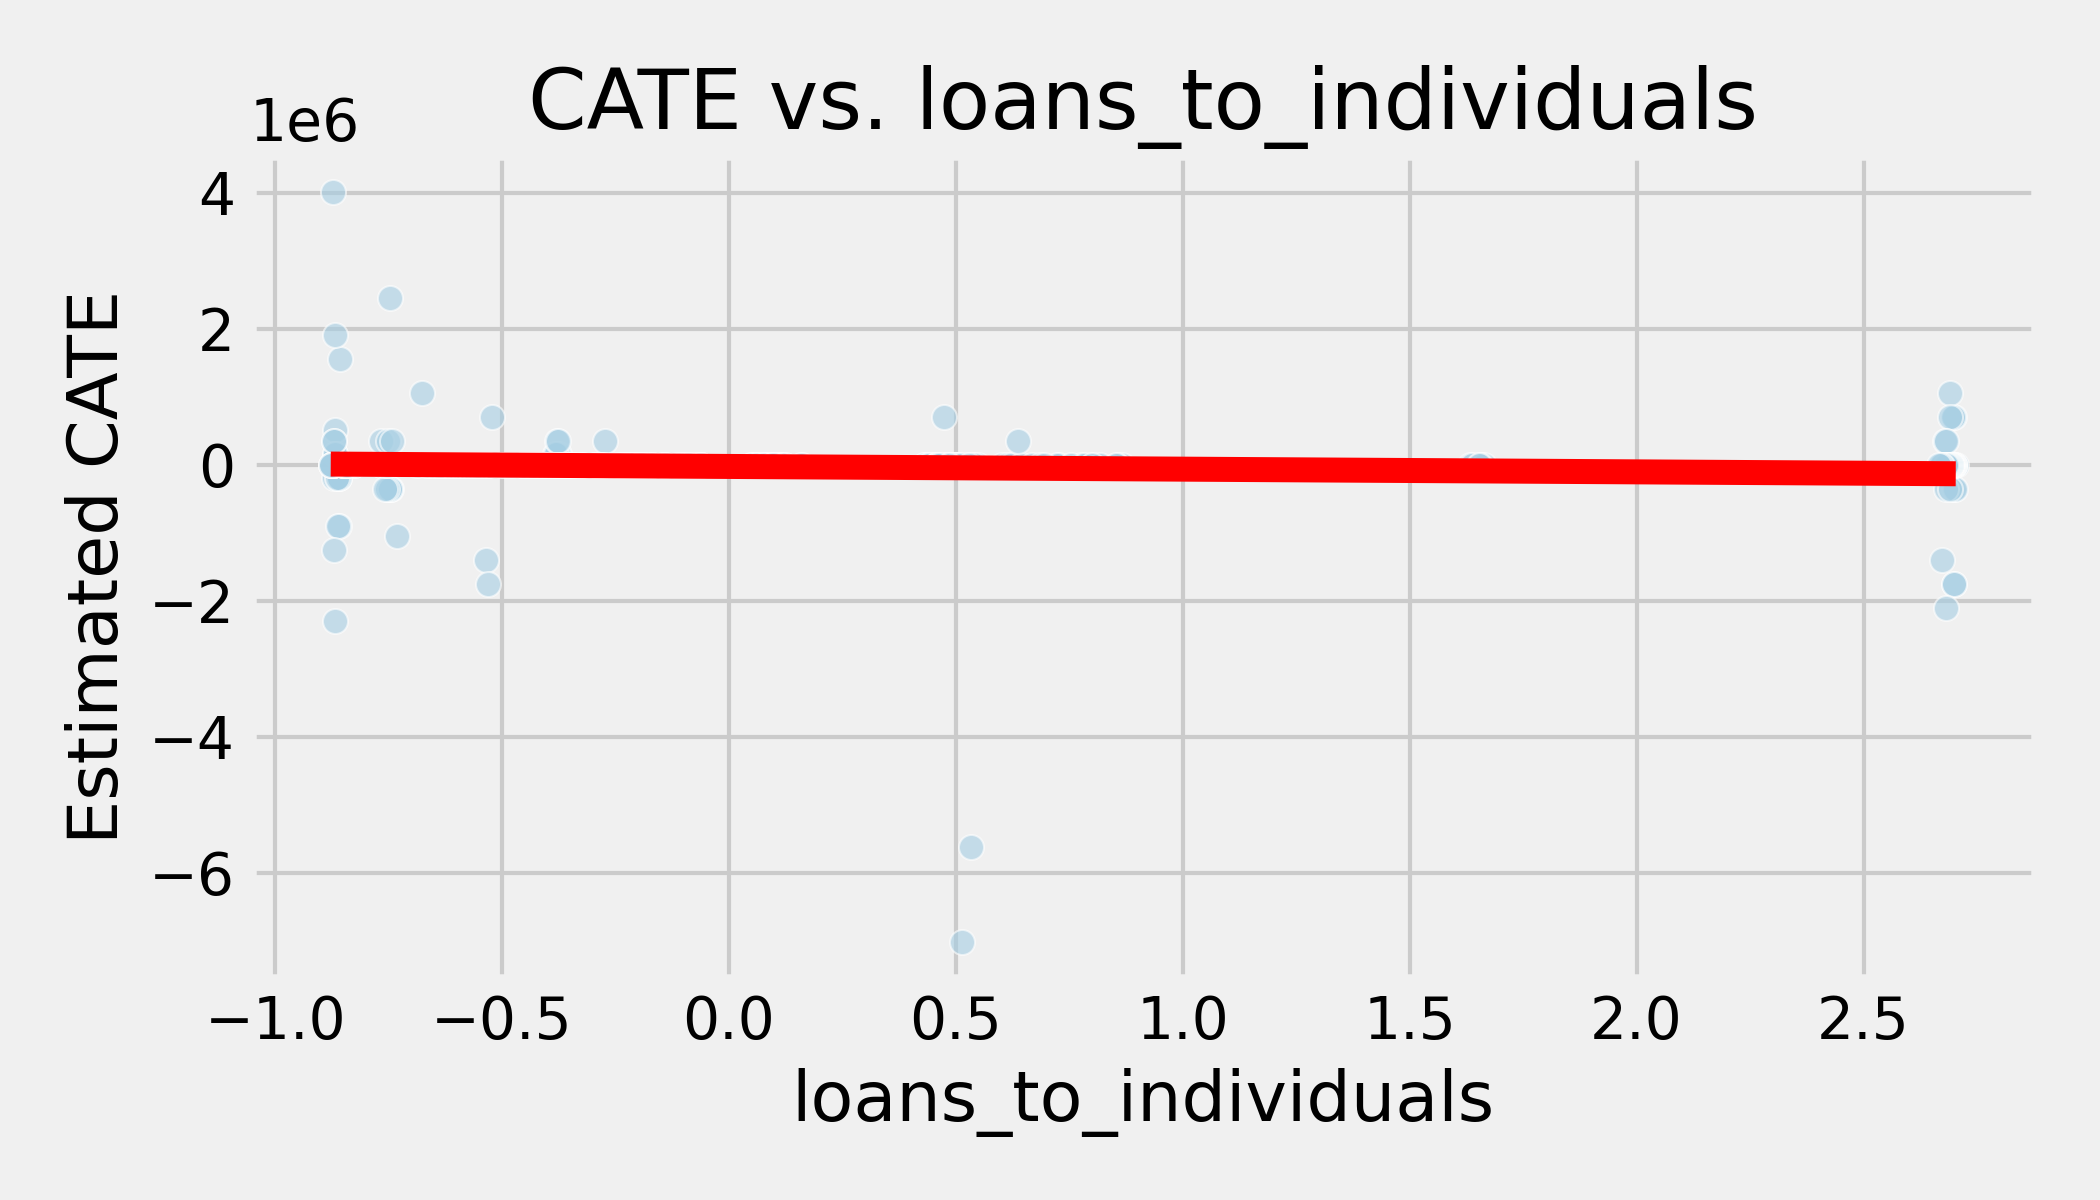 CATE vs. loans_to_individuals
1e6
4
2
0
−2
−4
−6
Estimated CATE
−1.0 −0.5 0.0 0.5 1.0 1.5 2.0 2.5
loans_to_individuals